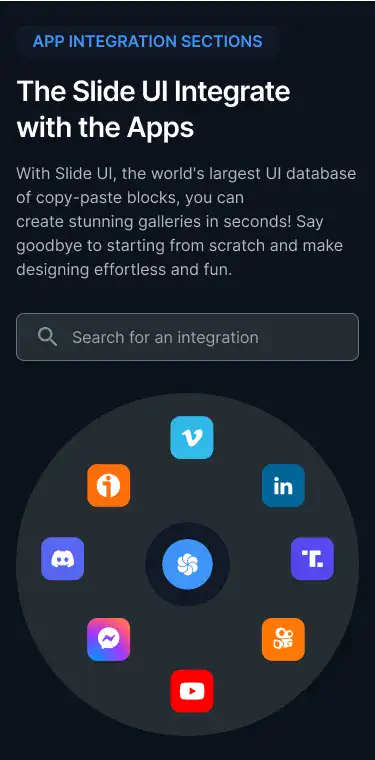 APP INTEGRATION SECTIONS
The Slide UI Integrate
with the Apps
With Slide UI, the world's largest UI database
of copy-paste blocks, you can
create stunning galleries in seconds! Say
goodbye to starting from scratch and make
designing effortless and fun.
Search for an integration
in